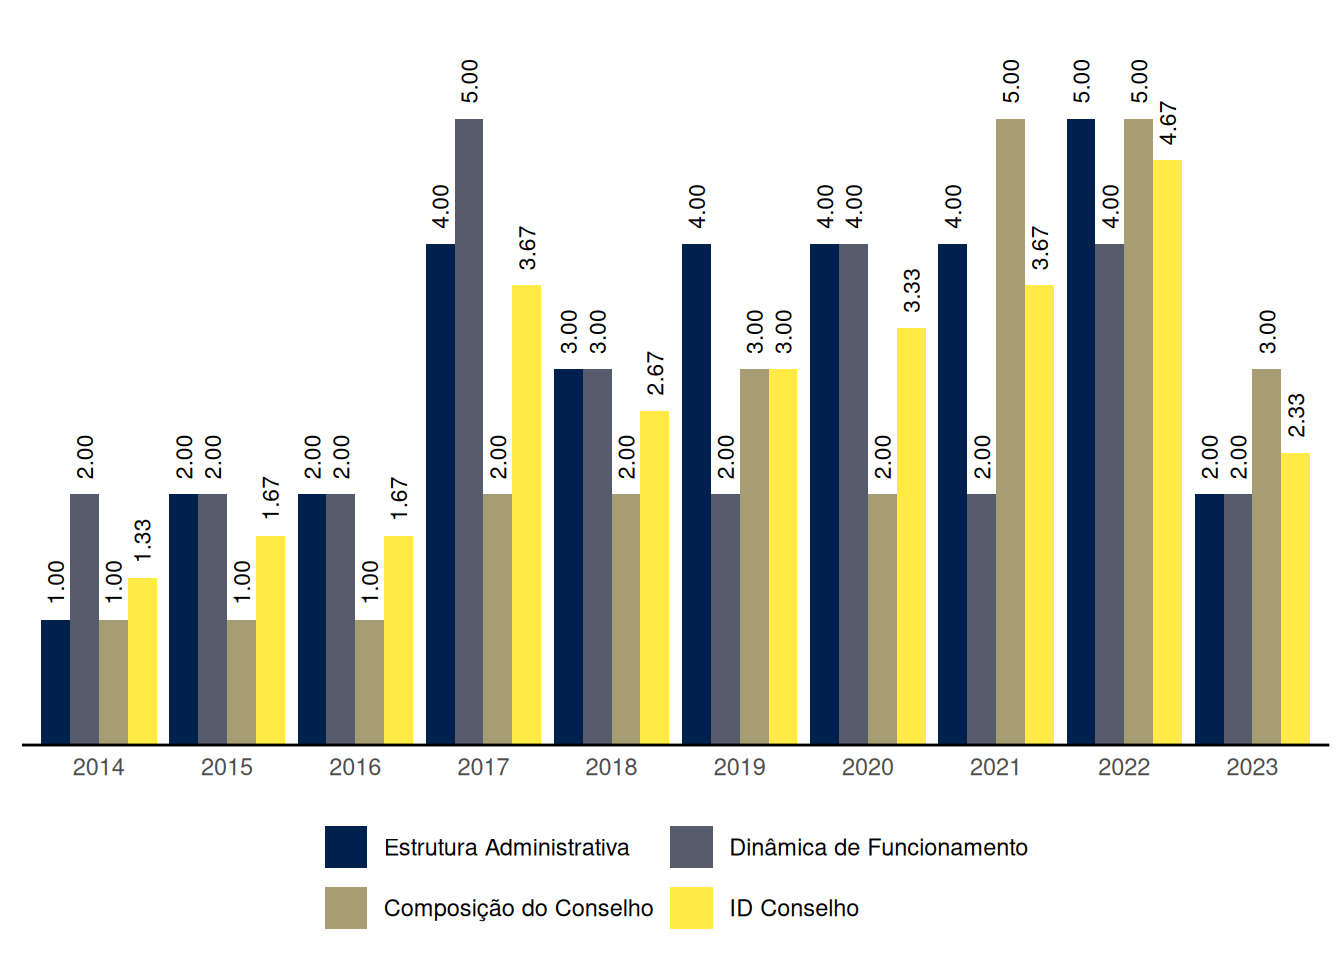 1.00 2.00 1.00 1.33
2.00 2.00 1.00 1.67
2.00 2.00 1.00 1.67
4.00 5.00 2.00 3.67
3.00 3.00 2.00 2.67
4.00 2.00 3.00 3.00
4.00 4.00 2.00 3.33
4.00 2.00 5.00 3.67
5.00 4.00 5.00 4.67
2.00 2.00 3.00 2.33
2014 2015 2016 2017 2018 2019 2020 2021 2022 2023
Estrutura Administrativa Dinâmica de Funcionamento
Composição do Conselho ID Conselho